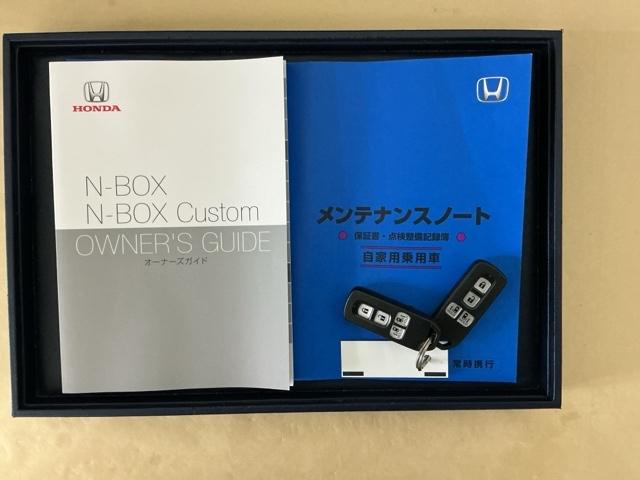 HONDA
N-BOX
N-BOX Custom
OWNER'S GUIDE
オーナーズガイド
メンテナンスノート
保証書・点検整備記録簿
自家用乗用車
常時携行